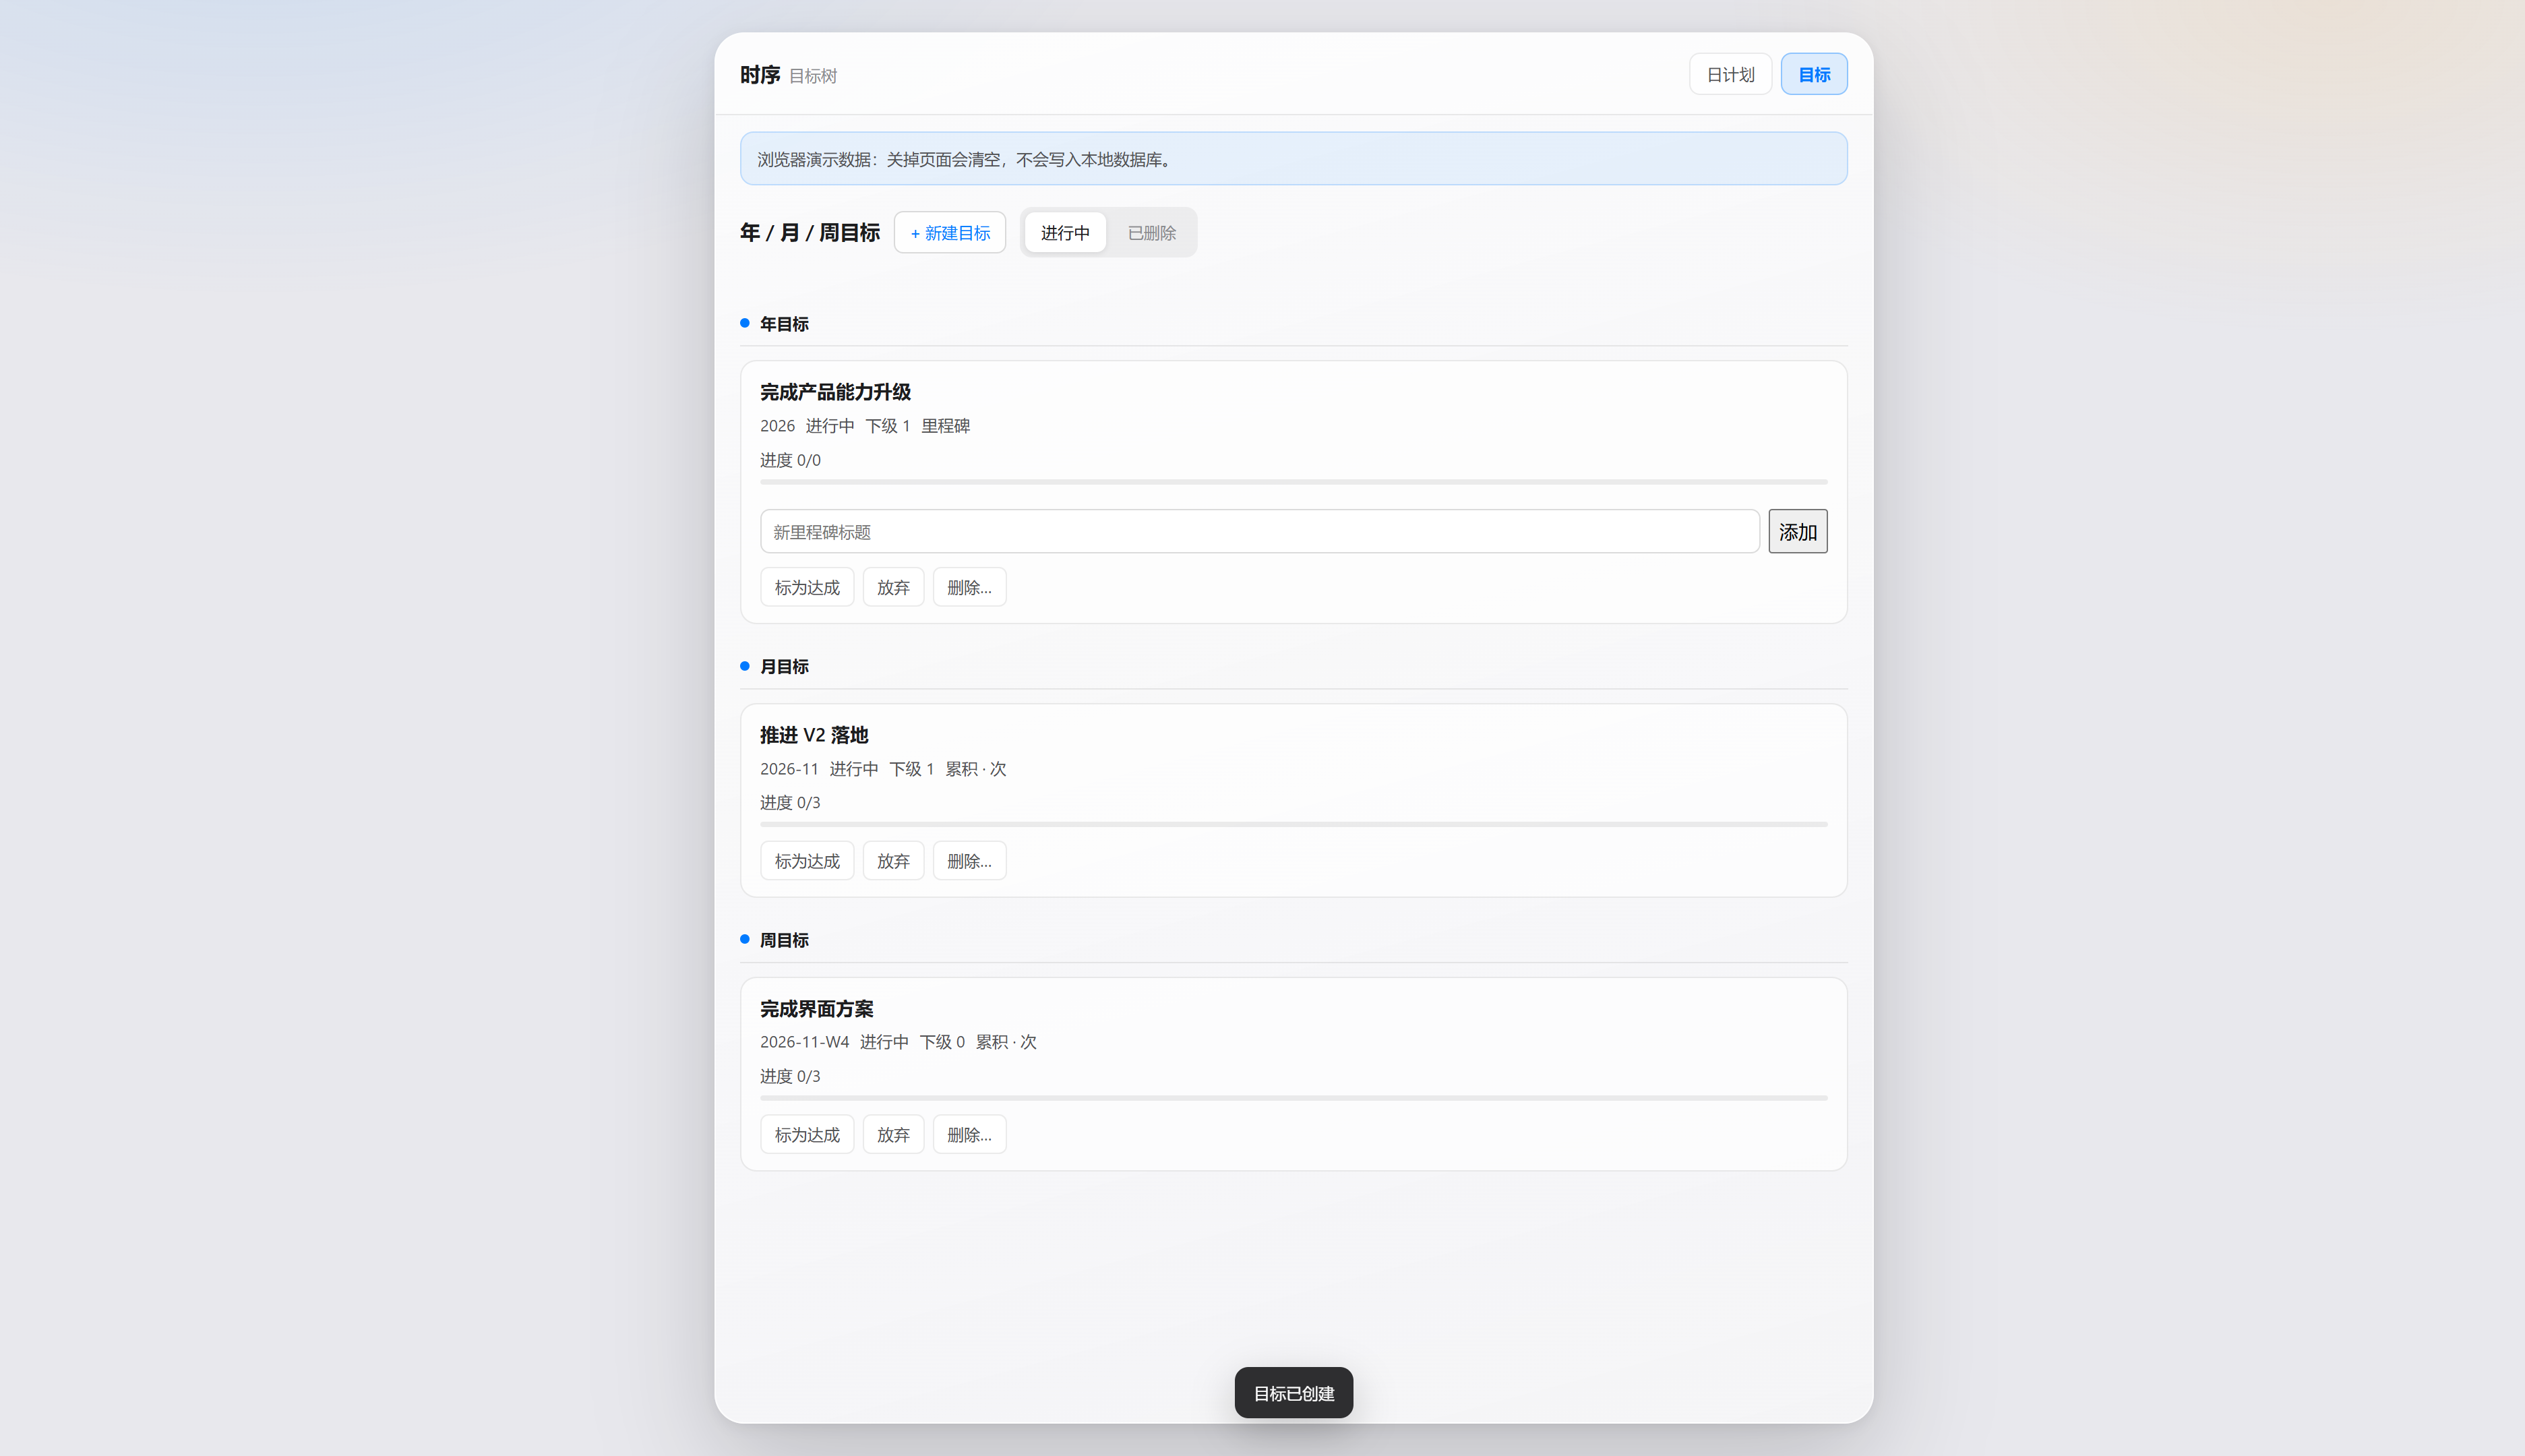 时序 目标树
日计划 目标
浏览器演示数据：关掉页面会清空，不会写入本地数据库。
年 / 月 / 周目标 + 新建目标 进行中 已删除
年目标
完成产品能力升级
2026 进行中 下级 1 里程碑
进度 0/0
新里程碑标题 添加
标为达成 放弃 删除...
月目标
推进 V2 落地
2026-11 进行中 下级 1 累积 · 次
进度 0/3
标为达成 放弃 删除...
周目标
完成界面方案
2026-11-W4 进行中 下级 0 累积 · 次
进度 0/3
标为达成 放弃 删除...
目标已创建